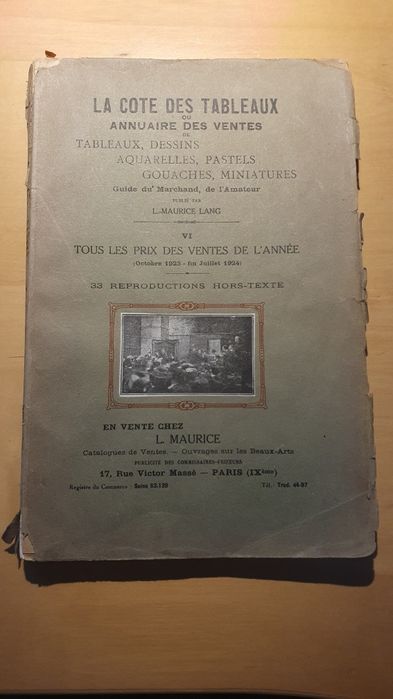 LA COTE DES TABLEAUX
OU
ANNUAIRE DES VENTES
DE
TABLEAUX, DESSINS
AQUARELLES, PASTELS
GOUACHES, MINIATURES
Guide du Marchand, de l'Amateur
PUBLIÉ PAR
L.-MAURICE LANG
VI
TOUS LES PRIX DES VENTES DE L'ANNÉE
(Octobre 1923 - fin Juillet 1924)
33 REPRODUCTIONS HORS-TEXTE
EN VENTE CHEZ
L. MAURICE
Catalogues de Ventes. — Ouvrages sur les Beaux-Arts
PUBLICITÉ DES COMMISSAIRES-PRISEURS
17, Rue Victor Massé — PARIS (IXème)
Registre du Commerce : Seine 83.139 Tél. : Trud. 44-97